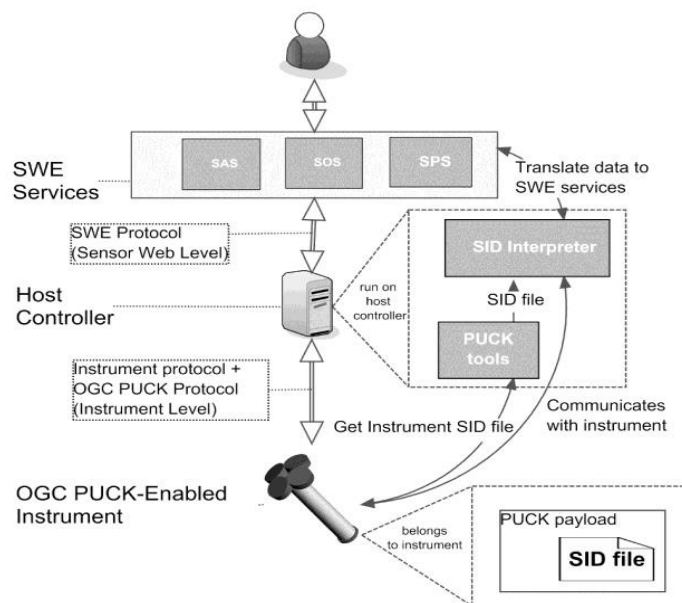 SAS
SOS
SPS
SWE
Services
Translate data to
SWE services
SWE Protocol
(Sensor Web Level)
SID Interpreter
run on
host
controller
SID file
Host
Controller
PUCK
tools
Instrument protocol +
OGC PUCK Protocol
(Instrument Level)
Communicates
with instrument
Get Instrument SID file
OGC PUCK-Enabled
Instrument
belongs
to instrument
PUCK payload
SID file